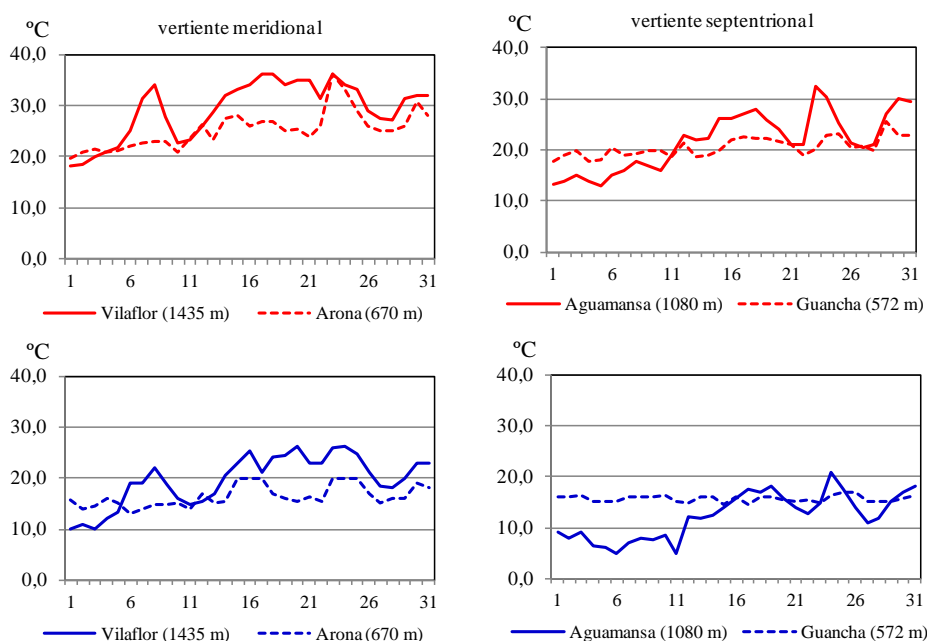 ºC vertiente meridional
40,0
30,0
20,0
10,0
0,0
1 6 11 16 21 26 31
Vilaflor (1435 m) Arona (670 m)
ºC vertiente septentrional
40,0
30,0
20,0
10,0
0,0
1 6 11 16 21 26 31
Aguamansa (1080 m) Guancha (572 m)
ºC
40,0
30,0
20,0
10,0
0,0
1 6 11 16 21 26 31
Vilaflor (1435 m) Arona (670 m)
ºC
40,0
30,0
20,0
10,0
0,0
1 6 11 16 21 26 31
Aguamansa (1080 m) Guancha (572 m)